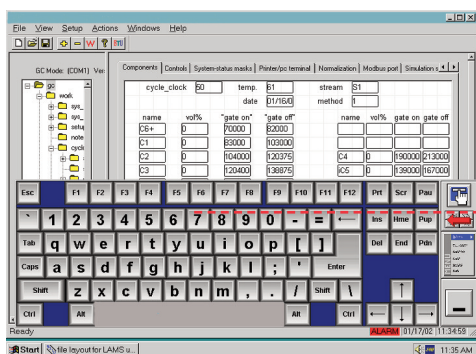 File View Setup Actions Windows Help
GC Mode: (COM1) Ver:
Components Controls System-status masks Printer/pc terminal Normalization Modbus port Simulation s
go
work
sys_
sys_
setup
note
cycle
cycle_clock 50 temp. 61 stream S1
date 01/16/0 method 1
name vol% "gate on" "gate off" name vol% gate on gate off
C6+ 0 70000 82000
C1 0 83000 103000
C2 0 104000 120375 C4 0 190000 213000
C3 0 120400 138875 iC5 0 139000 167000
Esc F1 F2 F3 F4 F5 F6 F7 F8 F9 F10 F11 F12 Prt Scr Pau
` 1 2 3 4 5 6 7 8 9 0 - = ← Ins Hme Pup
Tab q w e r t y u i o p [ ] Del End Pdn
Caps a s d f g h j k l ; ' Enter
Shift z x c v b n m , . / Shift \ ↑
Ctrl Alt Alt Ctrl ← ↓ →
Ready ALARM 01/17/02 11:34:59
Start file layout for LAMS u... 11:35 AM